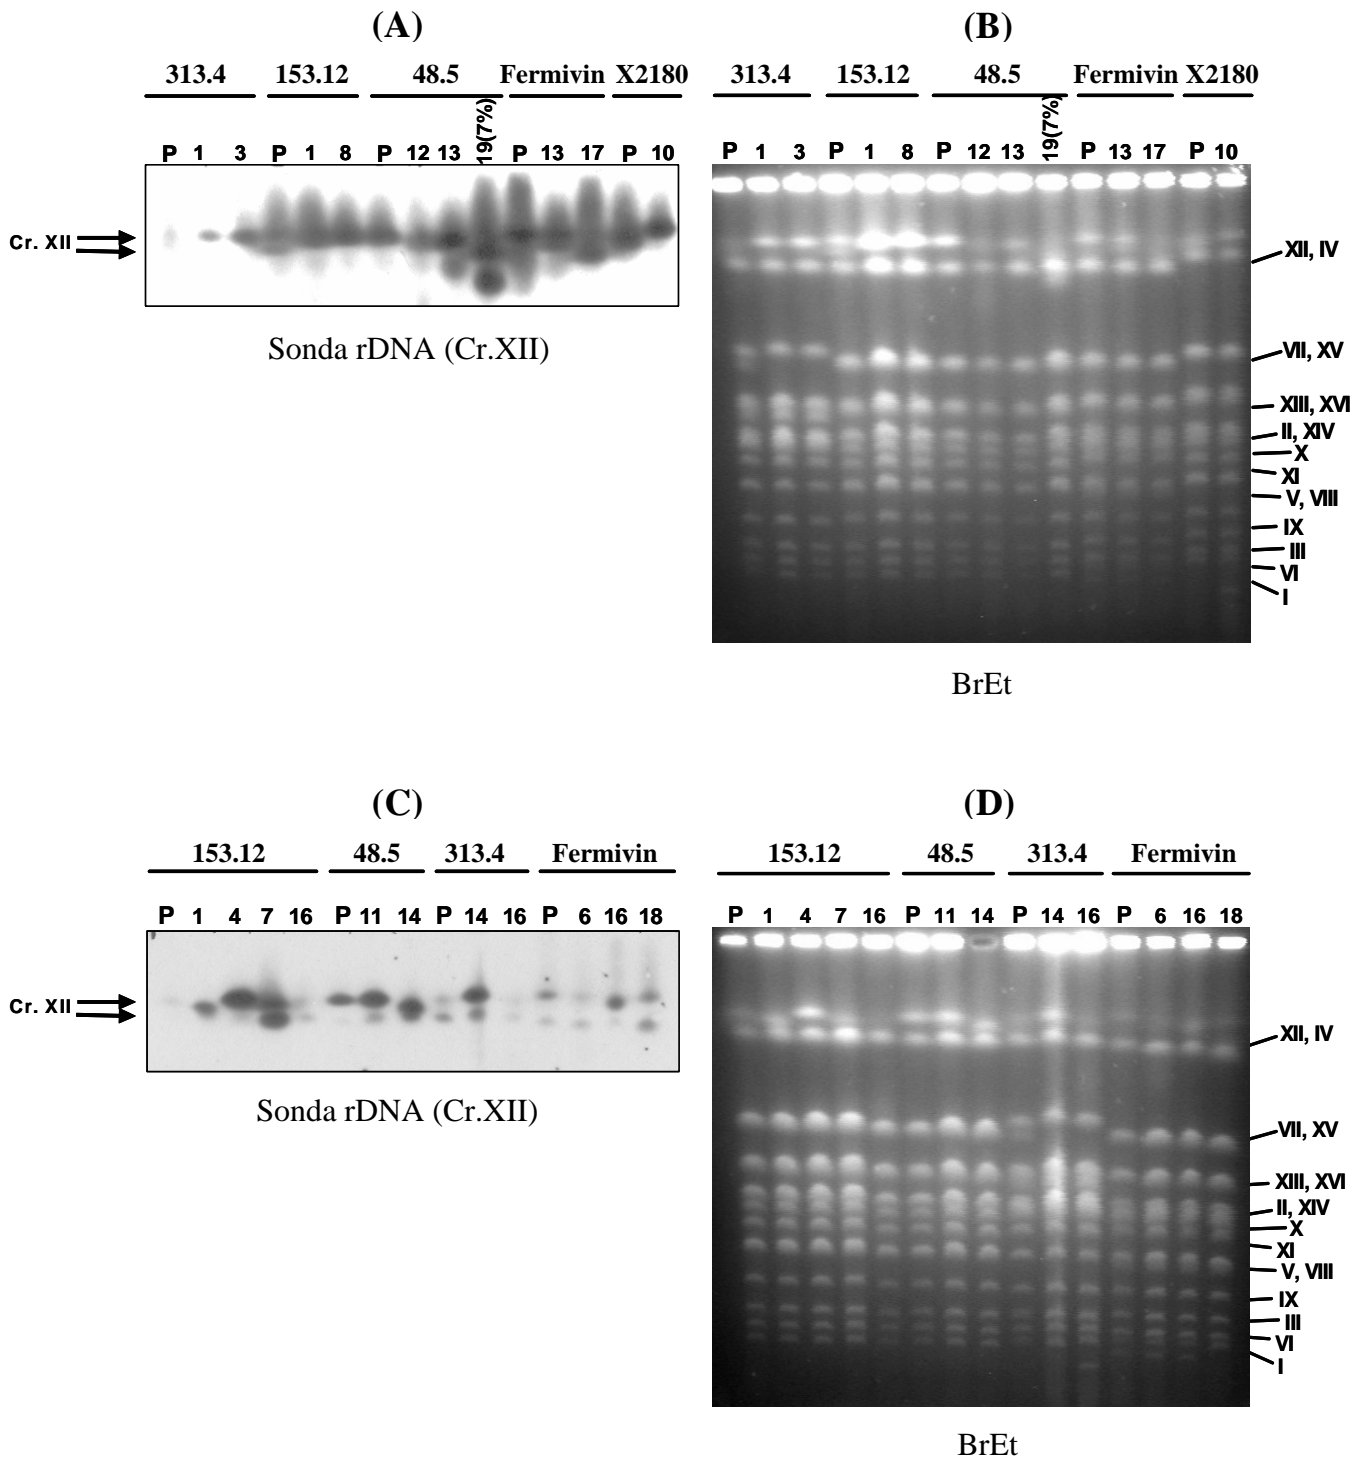 (A)
313.4 153.12 48.5 Fermivin X2180
P 1 3 P 1 8 P 12 13 19(7%) P 13 17 P 10
Cr. XII
Sonda rDNA (Cr.XII)
(B)
313.4 153.12 48.5 Fermivin X2180
P 1 3 P 1 8 P 12 13 19(7%) P 13 17 P 10
XII, IV
VII, XV
XIII, XVI
II, XIV
X
XI
V, VIII
IX
III
VI
I
BrEt
(C)
153.12 48.5 313.4 Fermivin
P 1 4 7 16 P 11 14 P 14 16 P 6 16 18
Cr. XII
Sonda rDNA (Cr.XII)
(D)
153.12 48.5 313.4 Fermivin
P 1 4 7 16 P 11 14 P 14 16 P 6 16 18
XII, IV
VII, XV
XIII, XVI
II, XIV
X
XI
V, VIII
IX
III
VI
I
BrEt